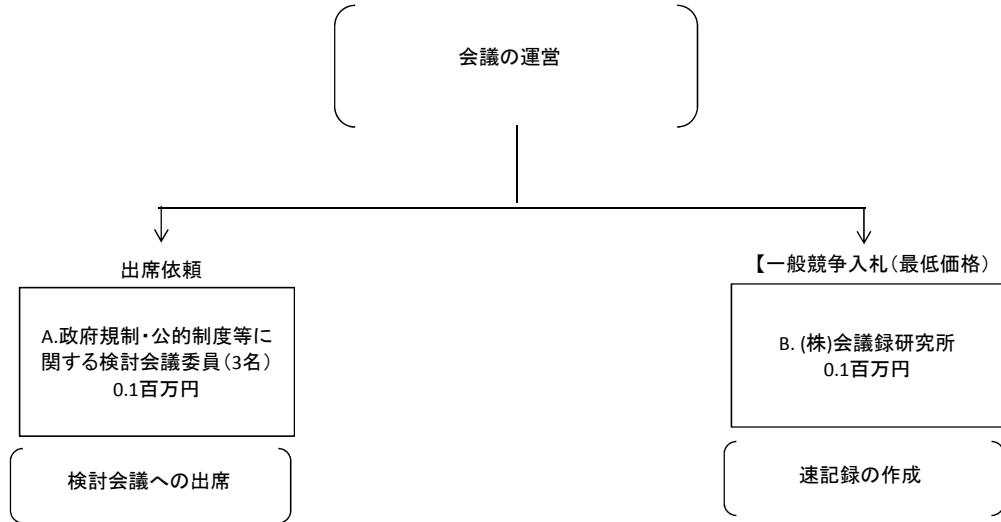 会議の運営
出席依頼
A.政府規制・公的制度等に
関する検討会議委員(3名)
0.1百万円
検討会議への出席
【一般競争入札(最低価格)
B. (株)会議録研究所
0.1百万円
速記録の作成